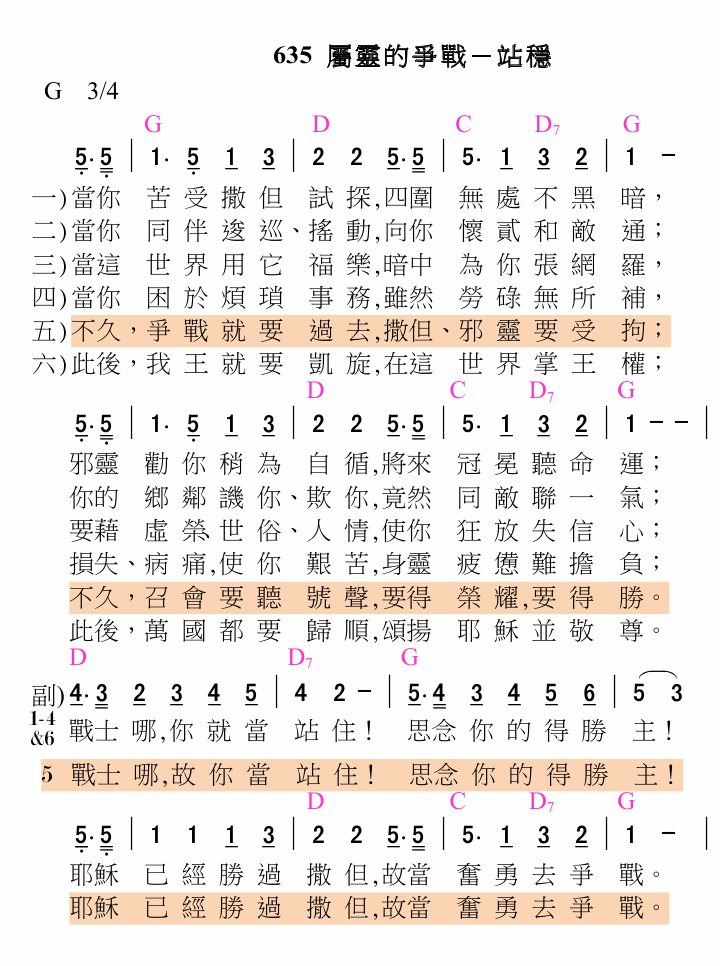 635 屬靈的爭戰－站穩
G 3/4
G D C D7 G
5· 5 | 1· 5 1 3 | 2 2 5· 5 | 5· 1 3 2 | 1 －
一)當你 苦受撒但 試探,四圍 無處不黑 暗，
二)當你 同伴逡巡、搖動,向你 懷貳和敵 通；
三)當這 世界用它 福樂,暗中 為你張網 羅，
四)當你 困於煩瑣 事務,雖然 勞碌無所 補，
五)不久，爭戰就要 過去,撒但、邪靈要受 拘；
六)此後，我王就要 凱旋,在這 世界掌王 權；
D C D7 G
5· 5 | 1· 5 1 3 | 2 2 5· 5 | 5· 1 3 2 | 1 － － |
邪靈 勸你稍為 自循,將來 冠冕聽命 運；
你的 鄉鄰譏你、欺你,竟然 同敵聯一 氣；
要藉 虛榮、世俗、人情,使你 狂放失信 心；
損失、病痛,使你 艱苦,身靈 疲憊難擔 負；
不久，召會要聽 號聲,要得 榮耀,要得 勝。
此後，萬國都要 歸順,頌揚 耶穌並敬 尊。
D D7 G
副) 4· 3 2 3 4 5 | 4 2 － | 5· 4 3 4 5 6 | 5 3
1-4 &6 戰士 哪,你就當 站住！ 思念你的得勝 主！
5 戰士 哪,故你當 站住！ 思念你的得勝 主！
D C D7 G
5· 5 | 1 1 1 3 | 2 2 5· 5 | 5· 1 3 2 | 1 － |
耶穌 已經勝過 撒但,故當 奮勇去爭 戰。
耶穌 已經勝過 撒但,故當 奮勇去爭 戰。